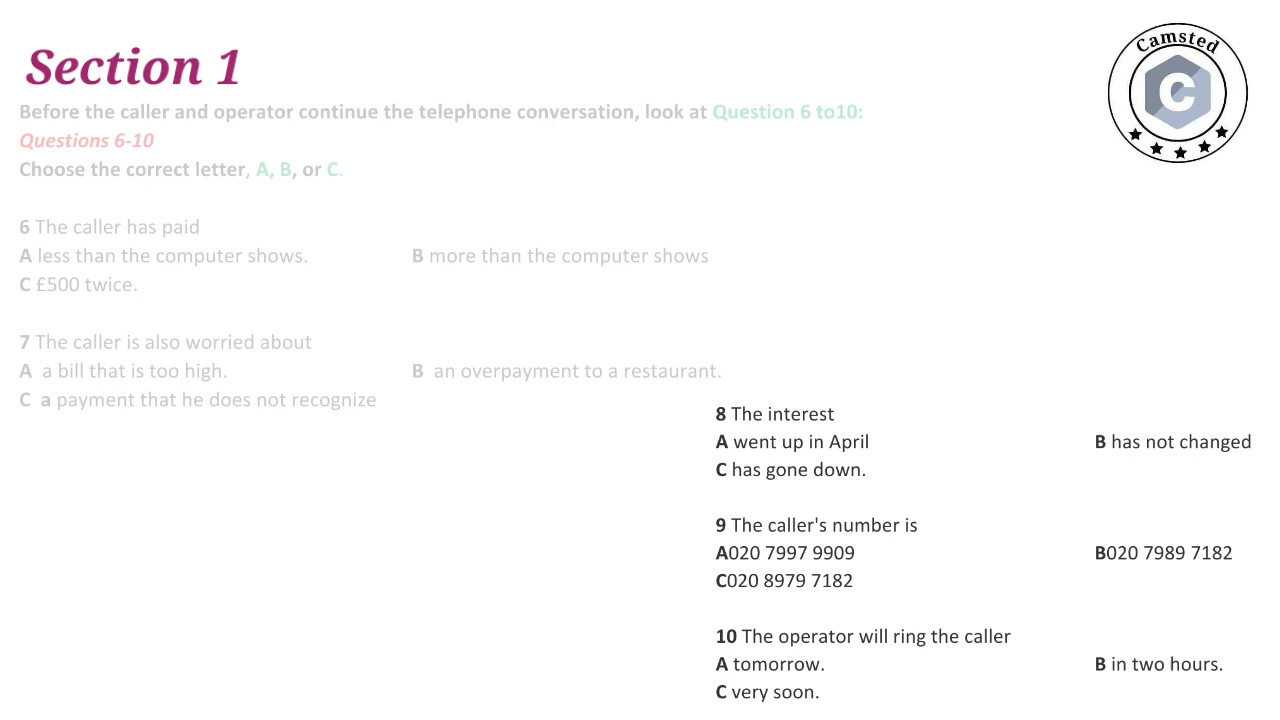 Section 1
Camsted
C
Before the caller and operator continue the telephone conversation, look at Question 6 to10:
Questions 6-10
Choose the correct letter, A, B, or C.
6 The caller has paid
A less than the computer shows. B more than the computer shows
C £500 twice.
7 The caller is also worried about
A a bill that is too high. B an overpayment to a restaurant.
C a payment that he does not recognize
8 The interest
A went up in April B has not changed
C has gone down.
9 The caller's number is
A020 7997 9909 B020 7989 7182
C020 8979 7182
10 The operator will ring the caller
A tomorrow. B in two hours.
C very soon.